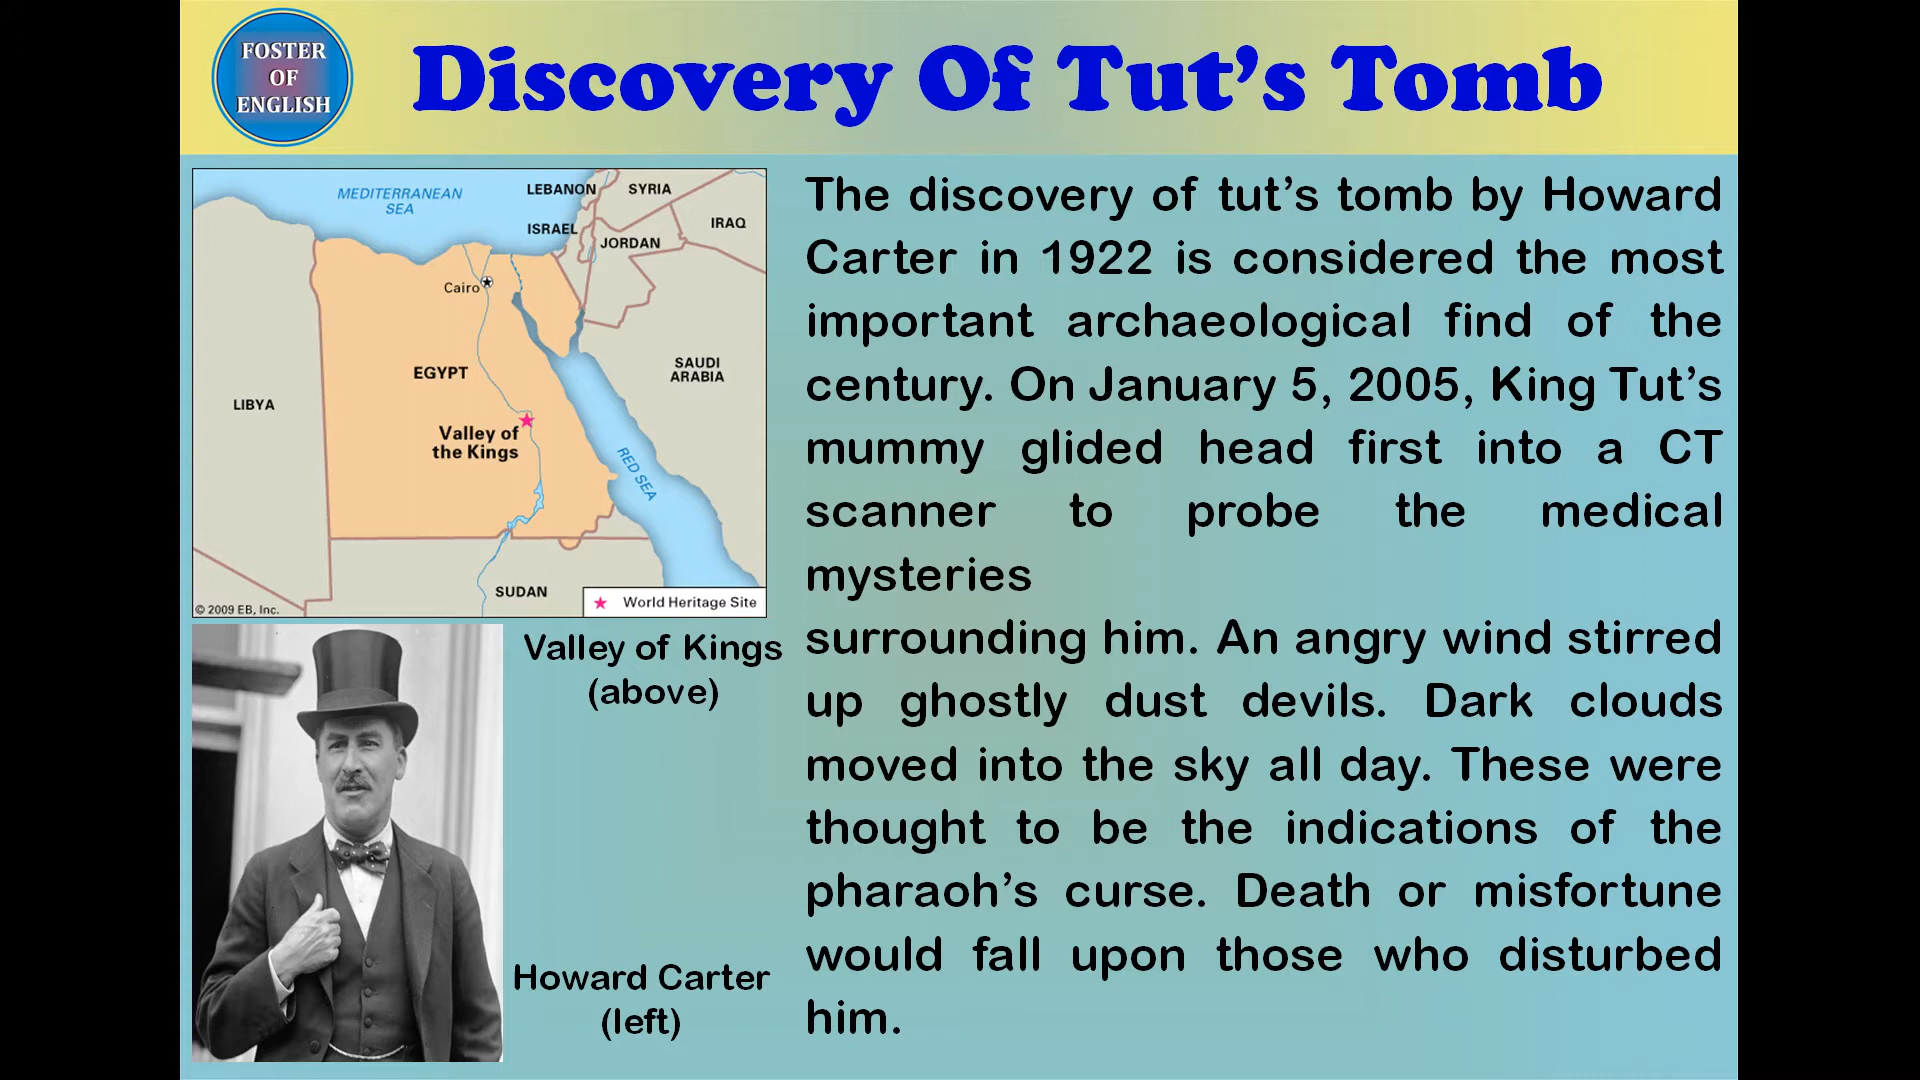 FOSTER
OF
ENGLISH
Discovery Of Tut's Tomb
MEDITERRANEAN
SEA
LEBANON
SYRIA
ISRAEL
JORDAN
IRAQ
Cairo
EGYPT
SAUDI
ARABIA
LIBYA
Valley of
the Kings
RED SEA
SUDAN
World Heritage Site
© 2009 EB, Inc.
Valley of Kings
(above)
Howard Carter
(left)
The discovery of tut's tomb by Howard
Carter in 1922 is considered the most
important archaeological find of the
century. On January 5, 2005, King Tut's
mummy glided head first into a CT
scanner to probe the medical
mysteries
surrounding him. An angry wind stirred
up ghostly dust devils. Dark clouds
moved into the sky all day. These were
thought to be the indications of the
pharaoh's curse. Death or misfortune
would fall upon those who disturbed
him.